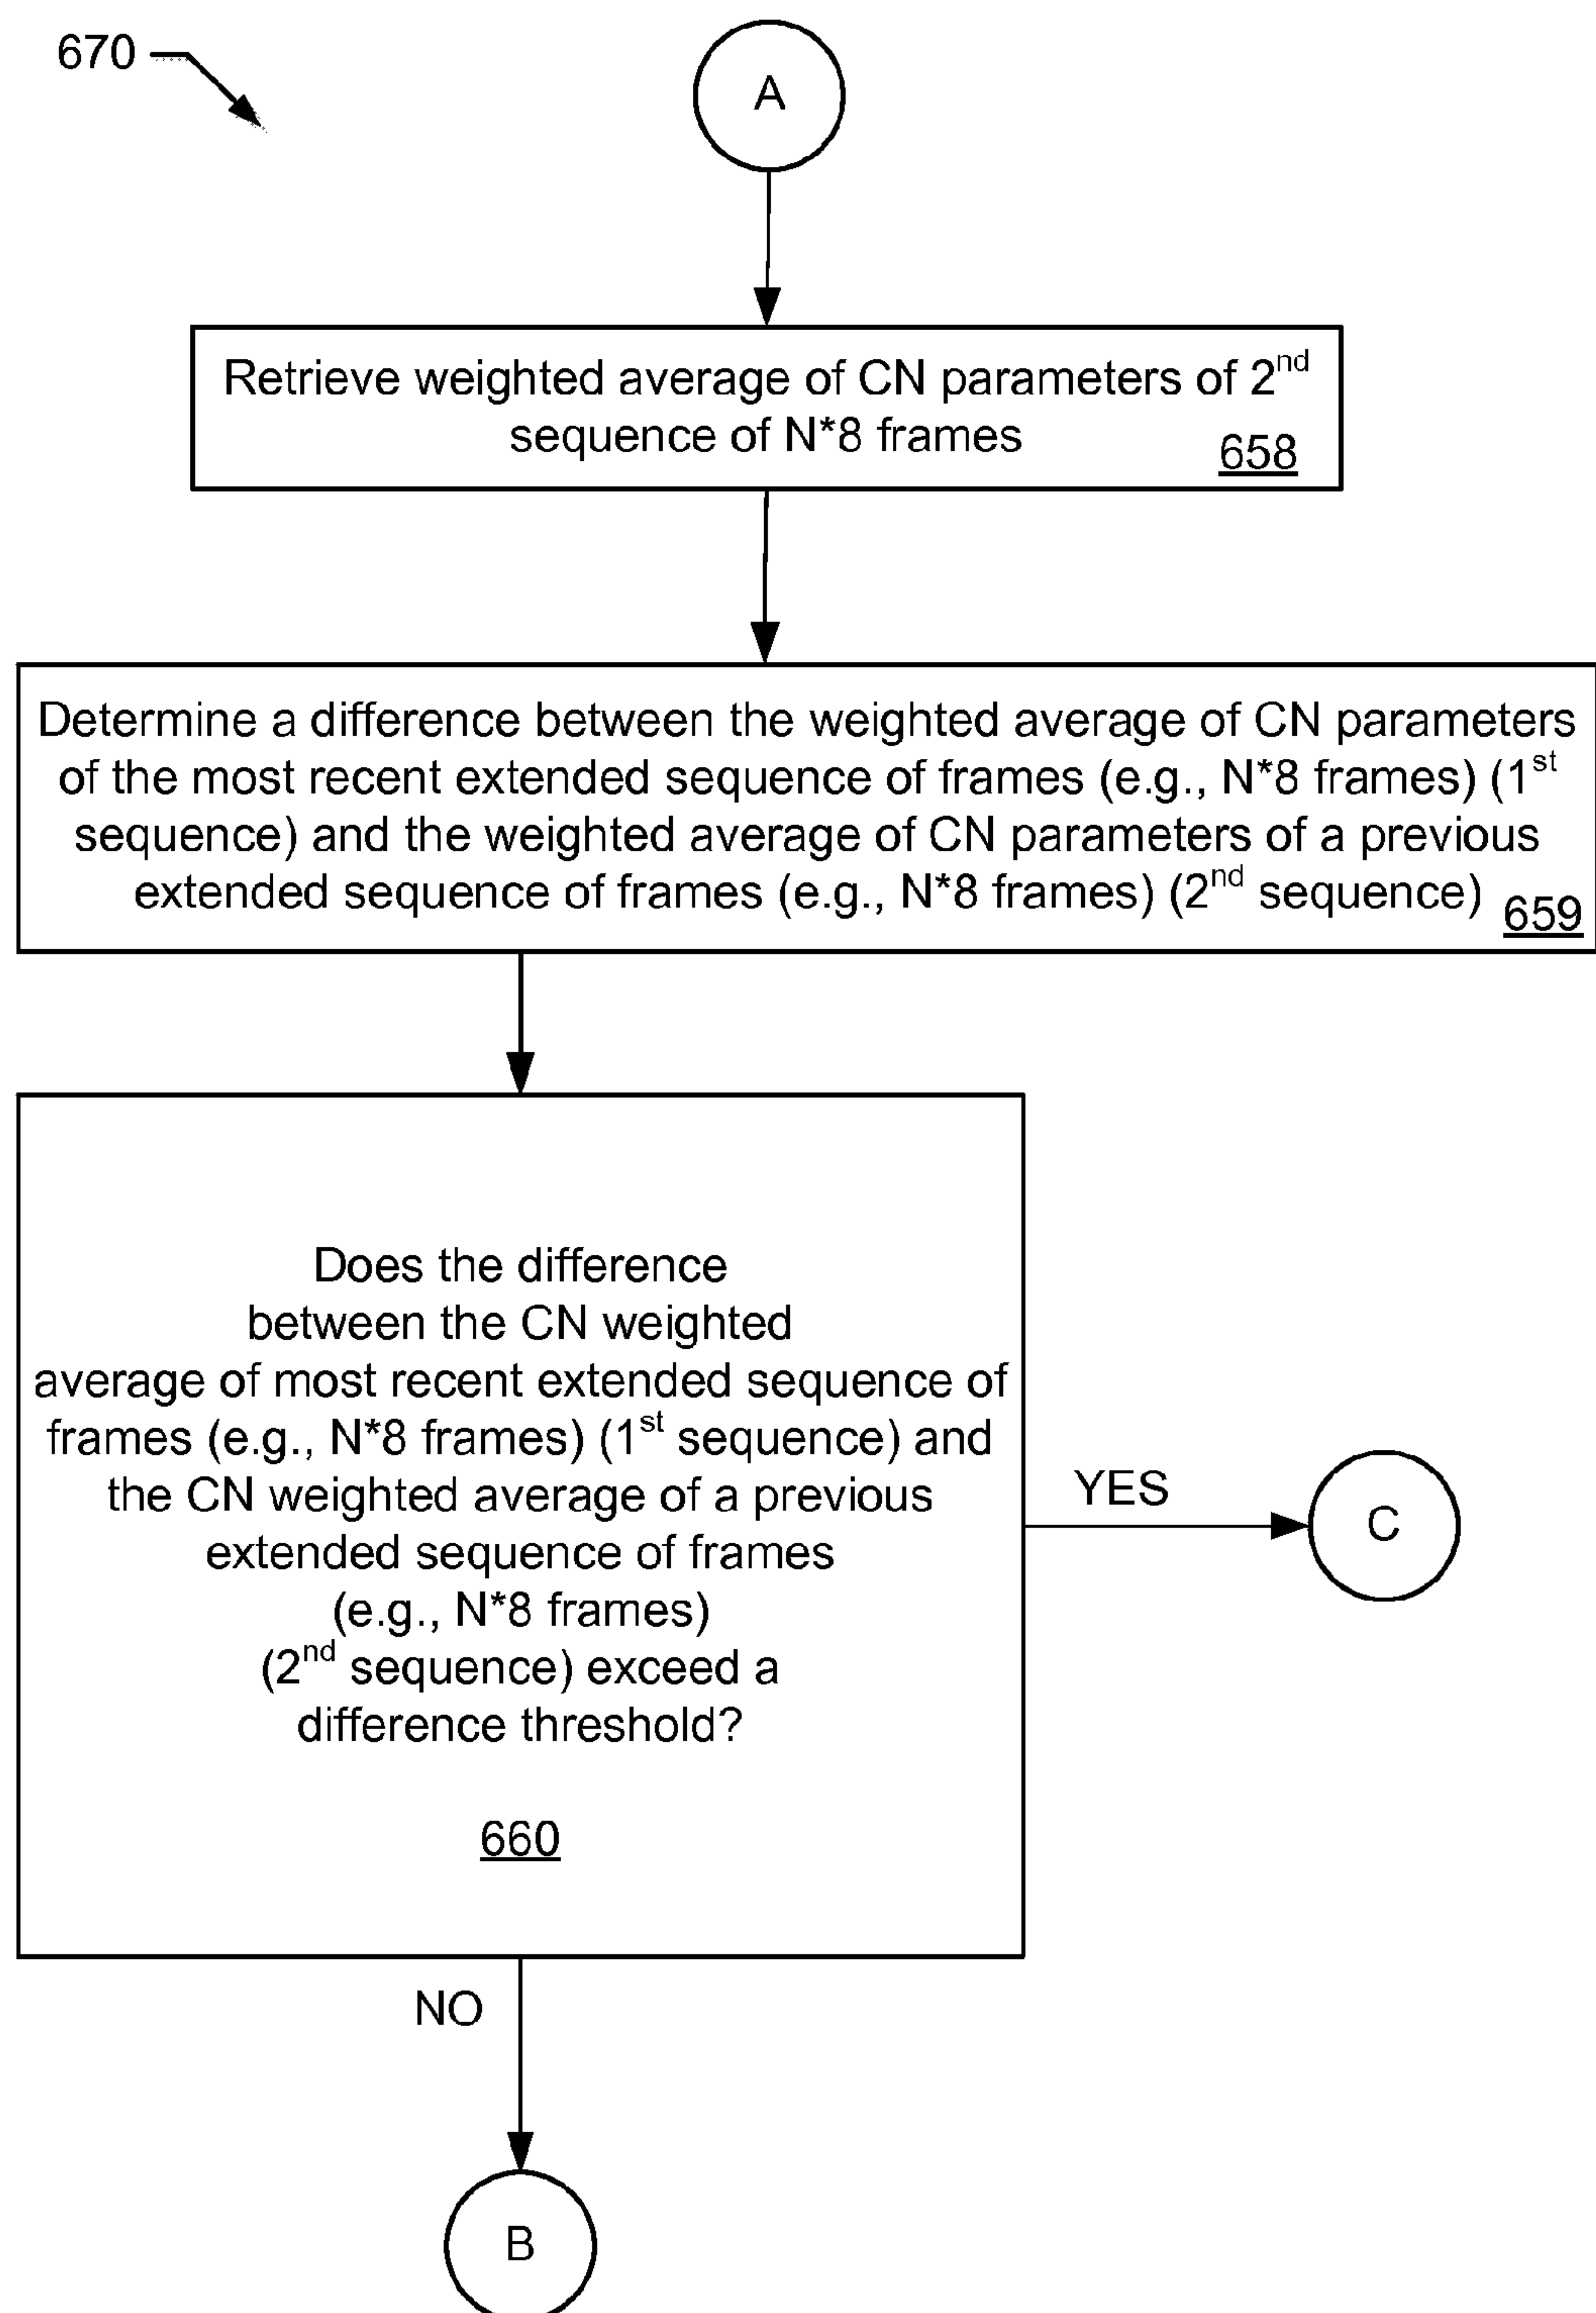 670
A
Retrieve weighted average of CN parameters of 2nd
sequence of N*8 frames
658
Determine a difference between the weighted average of CN parameters
of the most recent extended sequence of frames (e.g., N*8 frames) (1st
sequence) and the weighted average of CN parameters of a previous
extended sequence of frames (e.g., N*8 frames) (2nd sequence)
659
Does the difference
between the CN weighted
average of most recent extended sequence of
frames (e.g., N*8 frames) (1st sequence) and
the CN weighted average of a previous
extended sequence of frames
(e.g., N*8 frames)
(2nd sequence) exceed a
difference threshold?
660
YES
C
NO
B